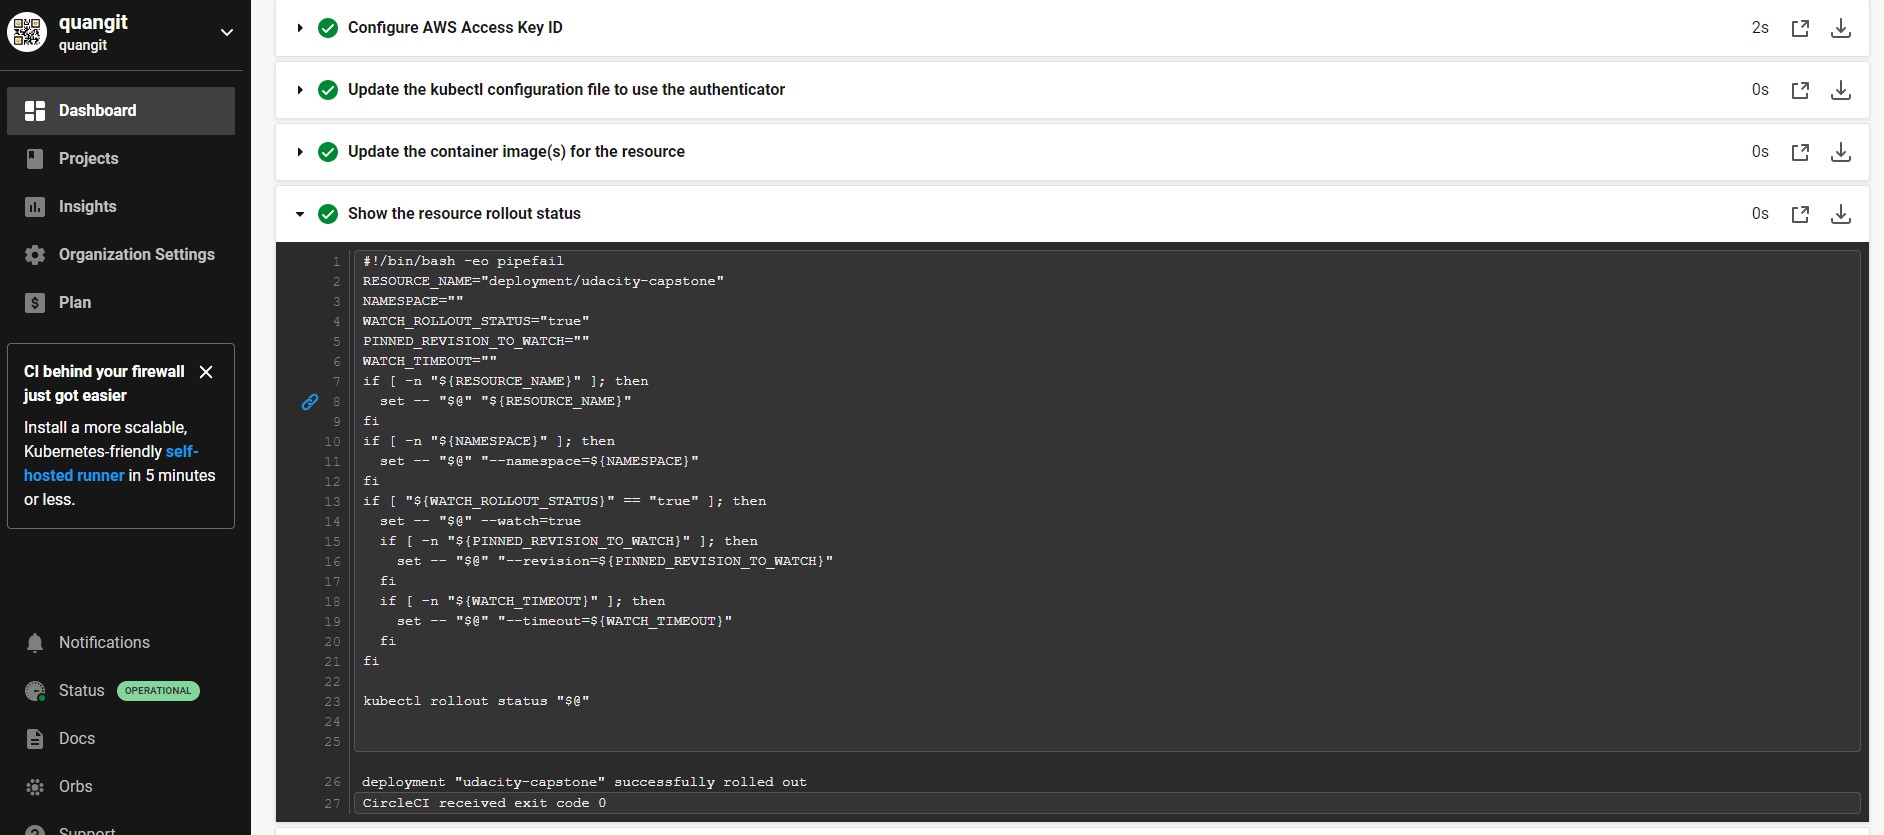 quangit
quangit
Dashboard
Projects
Insights
Organization Settings
Plan
CI behind your firewall
just got easier
Install a more scalable,
Kubernetes-friendly self-
hosted runner in 5 minutes
or less.
Notifications
Status OPERATIONAL
Docs
Orbs
Support
Configure AWS Access Key ID 2s
Update the kubectl configuration file to use the authenticator 0s
Update the container image(s) for the resource 0s
Show the resource rollout status 0s
1 #!/bin/bash -eo pipefail
2 RESOURCE_NAME="deployment/udacity-capstone"
3 NAMESPACE=""
4 WATCH_ROLLOUT_STATUS="true"
5 PINNED_REVISION_TO_WATCH=""
6 WATCH_TIMEOUT=""
7 if [ -n "${RESOURCE_NAME}" ]; then
8   set -- "$@" "${RESOURCE_NAME}"
9 fi
10 if [ -n "${NAMESPACE}" ]; then
11   set -- "$@" "--namespace=${NAMESPACE}"
12 fi
13 if [ "${WATCH_ROLLOUT_STATUS}" == "true" ]; then
14   set -- "$@" --watch=true
15   if [ -n "${PINNED_REVISION_TO_WATCH}" ]; then
16     set -- "$@" "--revision=${PINNED_REVISION_TO_WATCH}"
17   fi
18   if [ -n "${WATCH_TIMEOUT}" ]; then
19     set -- "$@" "--timeout=${WATCH_TIMEOUT}"
20   fi
21 fi
22
23 kubectl rollout status "$@"
24
25
26 deployment "udacity-capstone" successfully rolled out
27 CircleCI received exit code 0